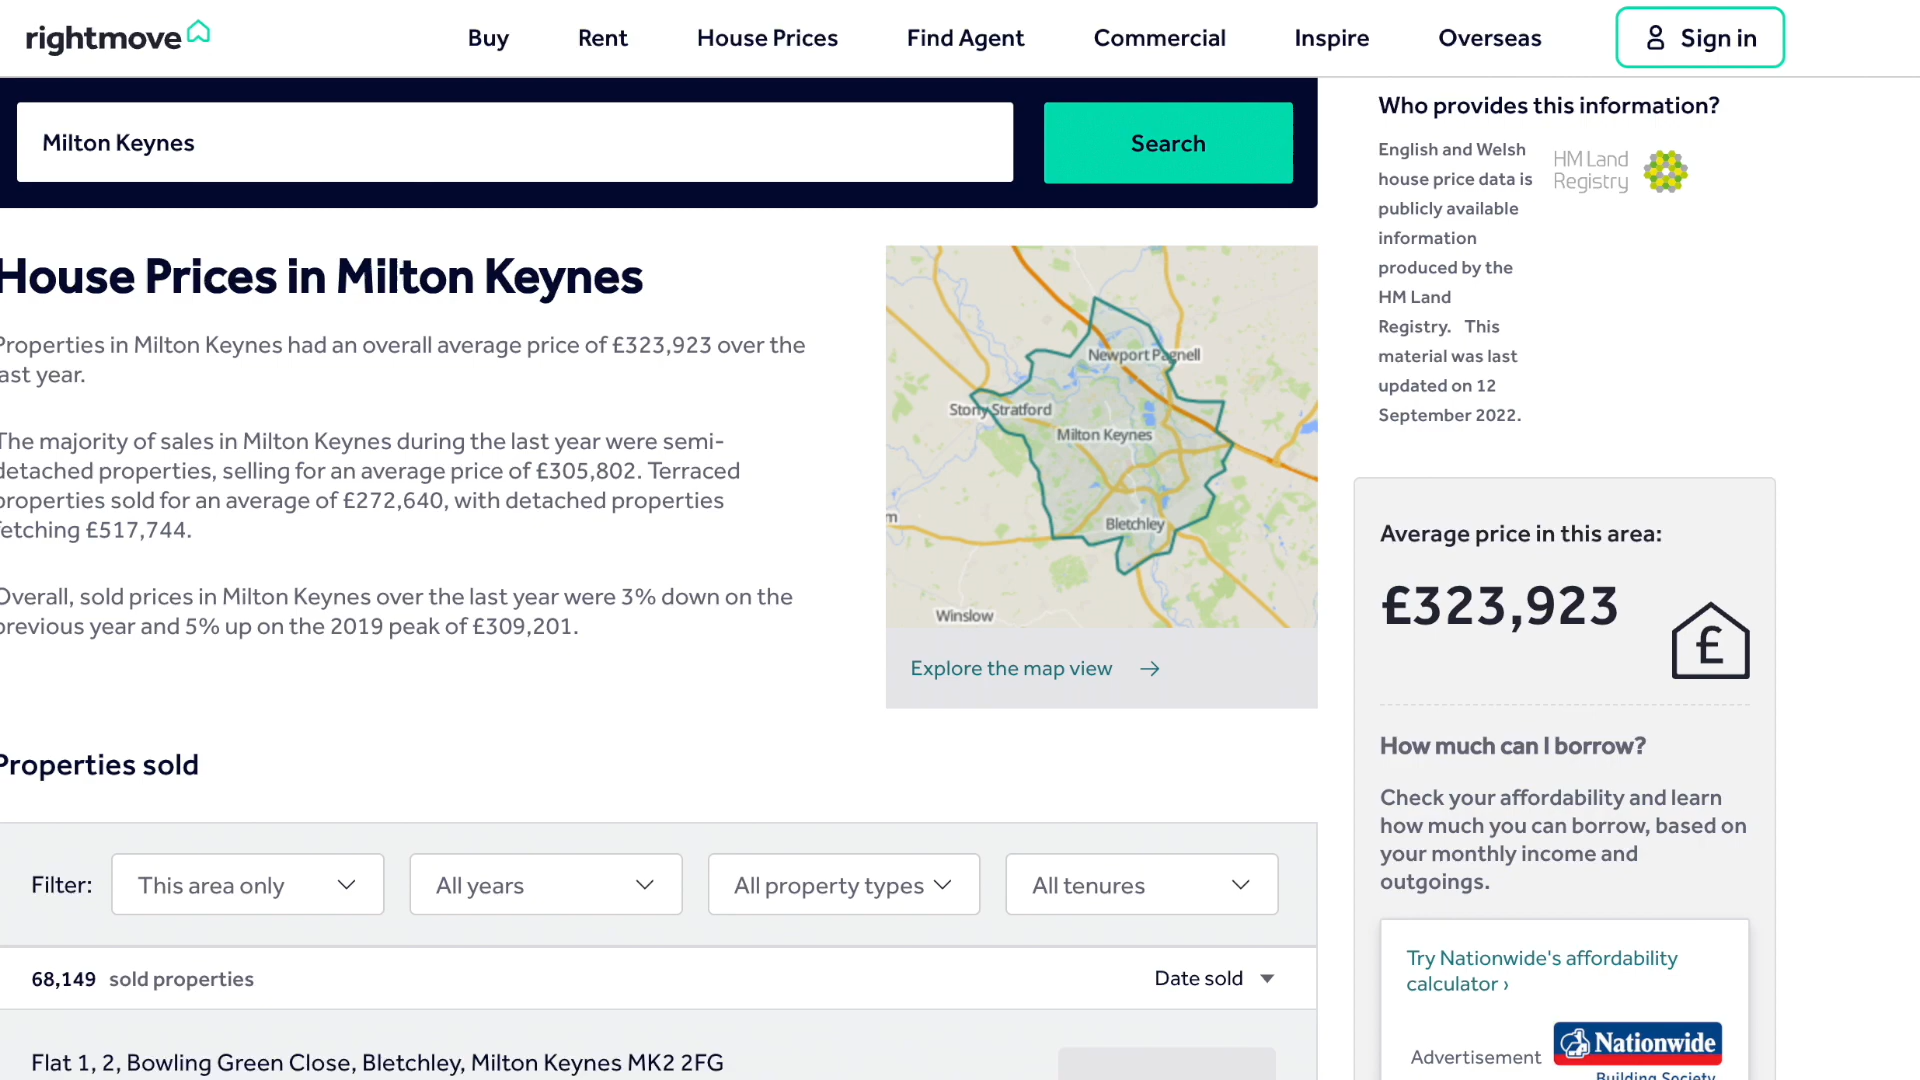 rightmove
Buy
Rent
House Prices
Find Agent
Commercial
Inspire
Overseas
Sign in
Milton Keynes
Search
House Prices in Milton Keynes
Properties in Milton Keynes had an overall average price of £323,923 over the
last year.
The majority of sales in Milton Keynes during the last year were semi-
detached properties, selling for an average price of £305,802. Terraced
properties sold for an average of £272,640, with detached properties
fetching £517,744.
Overall, sold prices in Milton Keynes over the last year were 3% down on the
previous year and 5% up on the 2019 peak of £309,201.
Newport Pagnell
Stony Stratford
Milton Keynes
m
Bletchley
Winslow
Explore the map view
Properties sold
Filter:
This area only
All years
All property types
All tenures
68,149 sold properties
Date sold
Flat 1, 2, Bowling Green Close, Bletchley, Milton Keynes MK2 2FG
Who provides this information?
English and Welsh
house price data is
publicly available
information
produced by the
HM Land
Registry. This
material was last
updated on 12
September 2022.
HM Land
Registry
Average price in this area:
£323,923
£
How much can I borrow?
Check your affordability and learn
how much you can borrow, based on
your monthly income and
outgoings.
Try Nationwide's affordability
calculator ›
Advertisement
Nationwide
Building Society